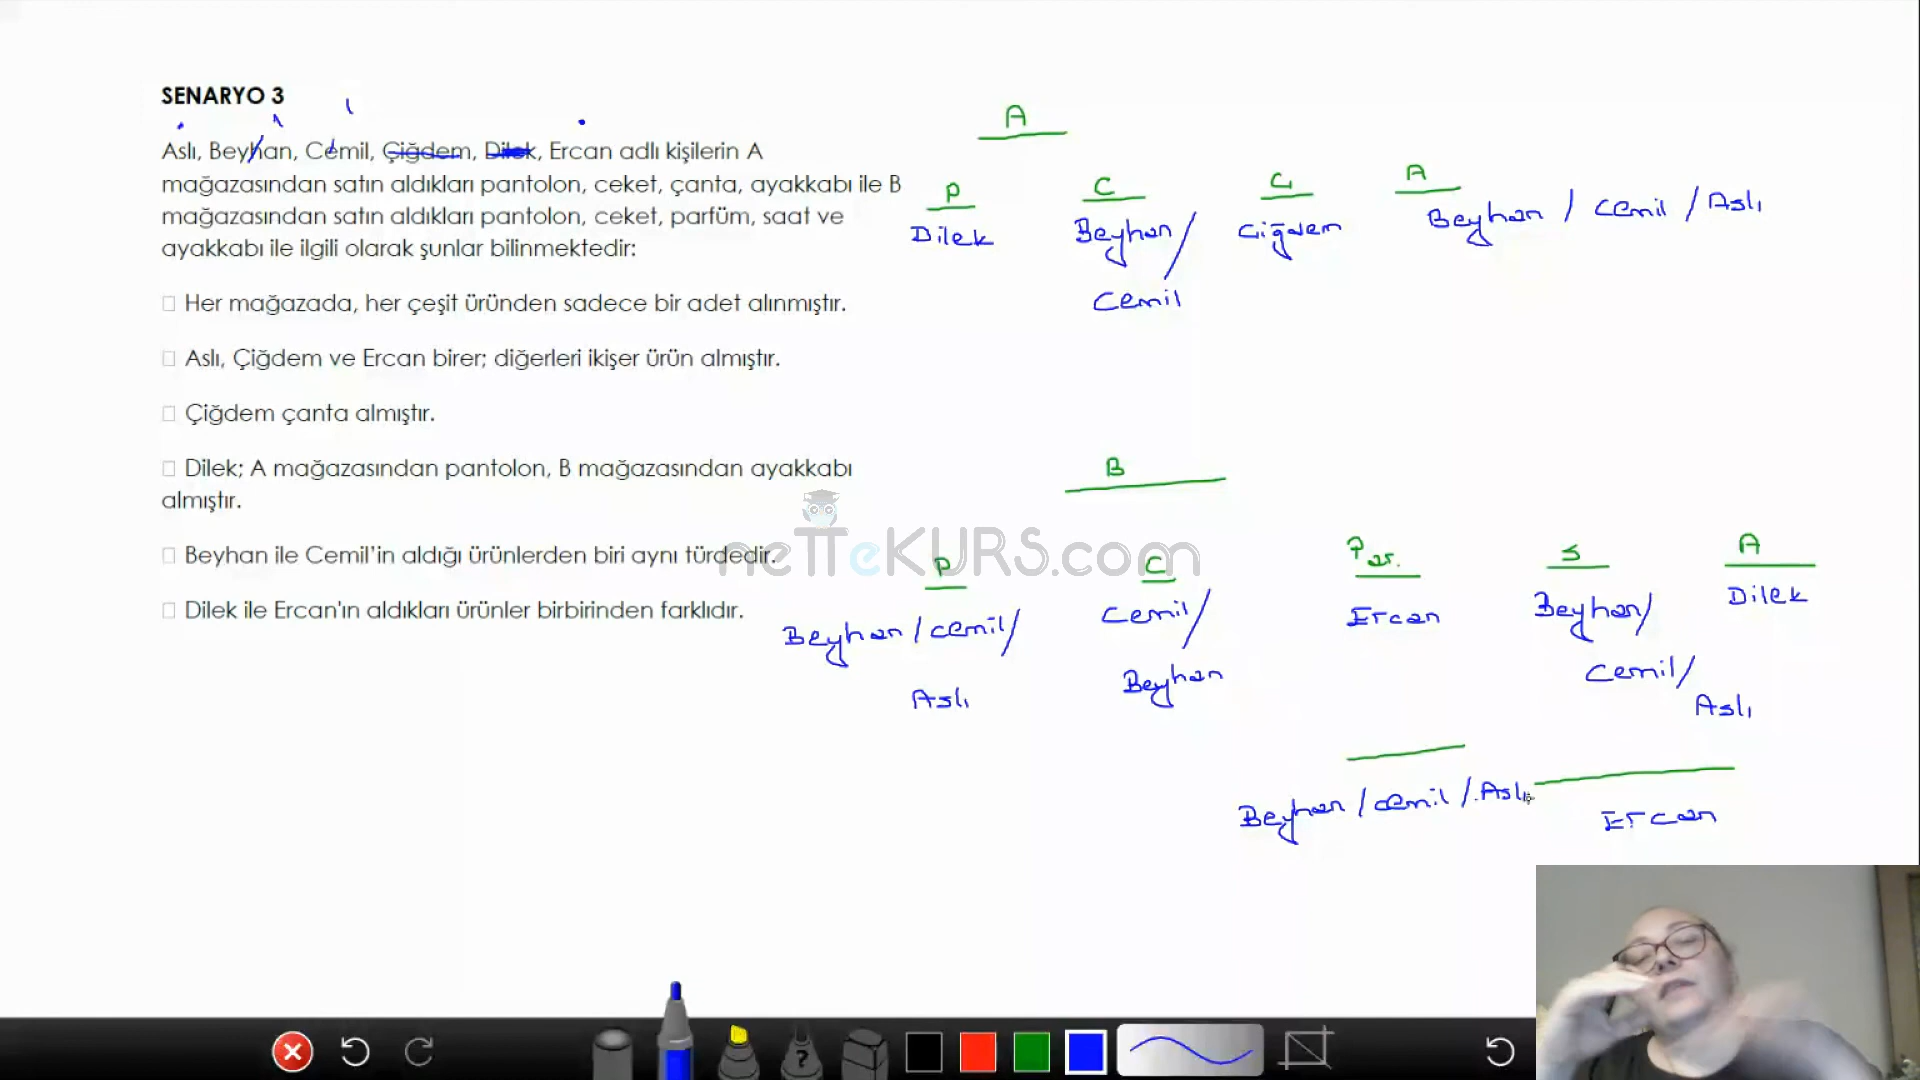 SENARYO 3
Aslı, Beyhan, Cemil, Çiğdem, Dilek, Ercan adlı kişilerin A
mağazasından satın aldıkları pantolon, ceket, çanta, ayakkabı ile B
mağazasından satın aldıkları pantolon, ceket, parfüm, saat ve
ayakkabı ile ilgili olarak şunlar bilinmektedir:
Her mağazada, her çeşit üründen sadece bir adet alınmıştır.
Aslı, Çiğdem ve Ercan birer; diğerleri ikişer ürün almıştır.
Çiğdem çanta almıştır.
Dilek; A mağazasından pantolon, B mağazasından ayakkabı
almıştır.
Beyhan ile Cemil'in aldığı ürünlerden biri aynı türdedir.
Dilek ile Ercan'ın aldıkları ürünler birbirinden farklıdır.
A
P C Ç A
Dilek Beyhan / Çiğdem Beyhan / Cemil / Aslı
Cemil
B
netteKURS.com
P C Par. S A
Beyhan / Cemil / Cemil / Ercan Beyhan / Dilek
Aslı Beyhan Cemil /
Aslı
Beyhan / Cemil / Aslı Ercan
?